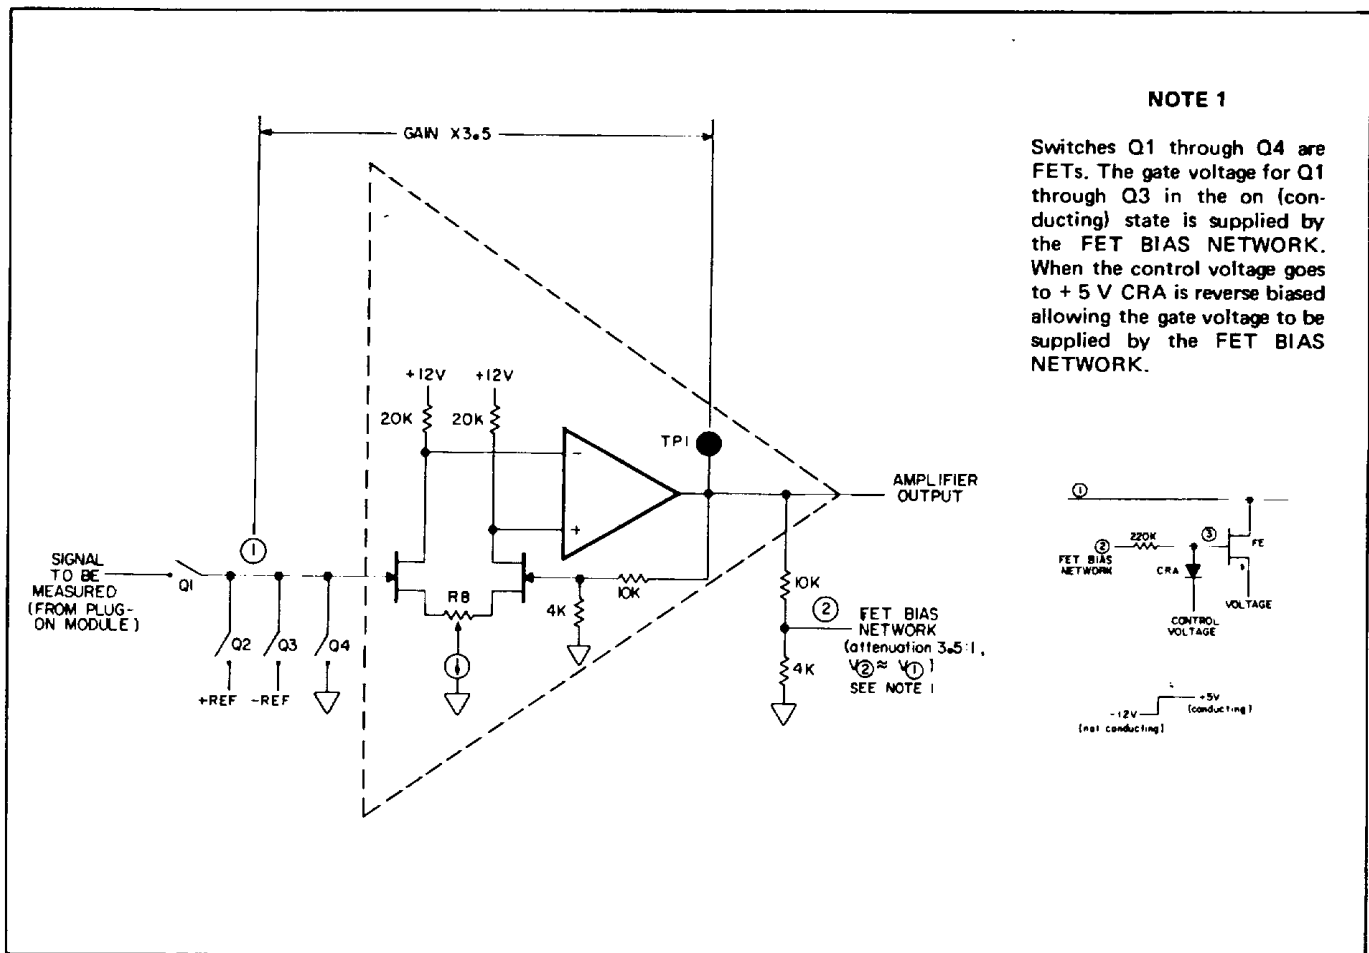 NOTE 1
Switches Q1 through Q4 are
FETs. The gate voltage for Q1
through Q3 in the on (con-
ducting) state is supplied by
the FET BIAS NETWORK.
When the control voltage goes
to + 5 V CRA is reverse biased
allowing the gate voltage to be
supplied by the FET BIAS
NETWORK.
GAIN X3.5
+12V
+12V
20K
20K
TP1
−
+
AMPLIFIER
OUTPUT
SIGNAL
TO BE
MEASURED
(FROM PLUG-
ON MODULE)
Q1
1
Q2
Q3
Q4
+REF
-REF
R8
4K
10K
10K
4K
2
FET BIAS
NETWORK
(attenuation 3.5:1,
V② ≈ V①)
SEE NOTE 1
1
2
220K
3
FE
FET BIAS
NETWORK
CRA
VOLTAGE
CONTROL
VOLTAGE
+5V
(conducting)
-12V
(not conducting)